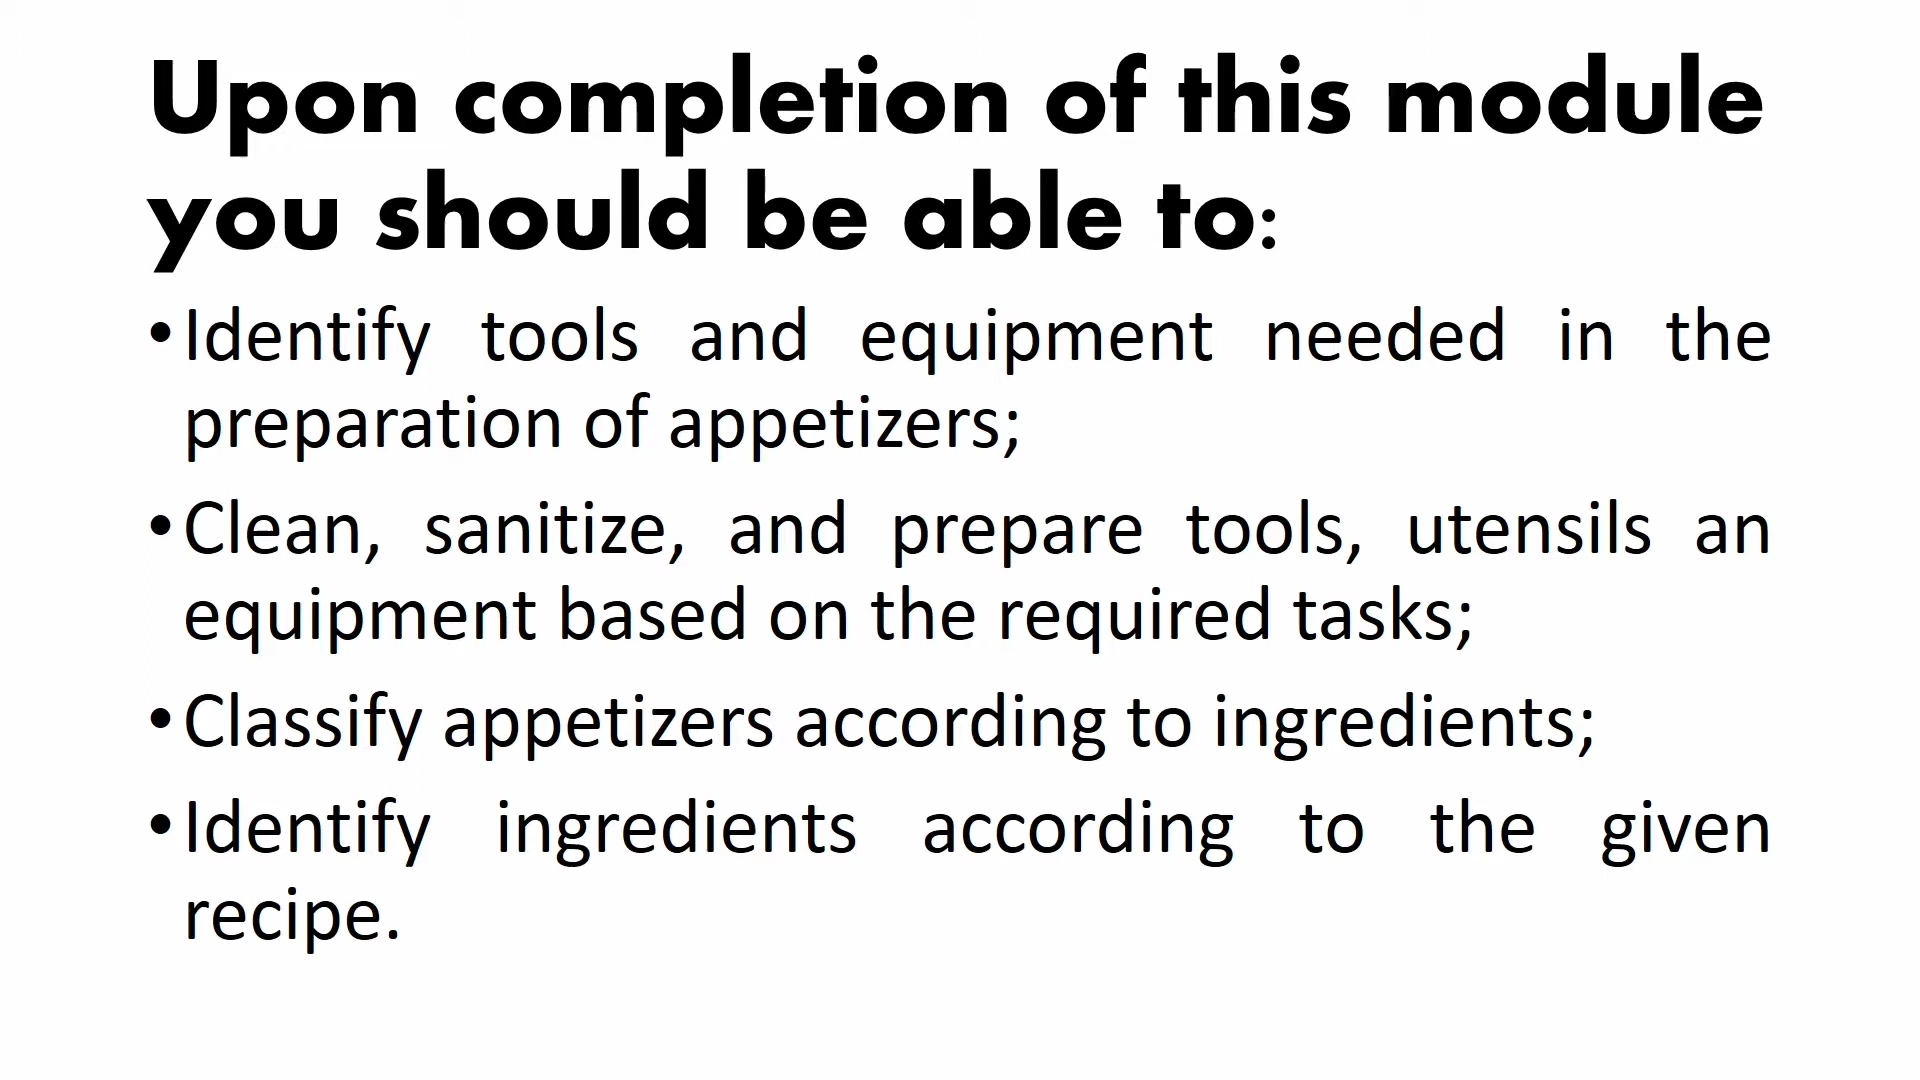 Upon completion of this module
you should be able to:
•Identify tools and equipment needed in the
preparation of appetizers;
•Clean, sanitize, and prepare tools, utensils an
equipment based on the required tasks;
•Classify appetizers according to ingredients;
•Identify ingredients according to the given
recipe.